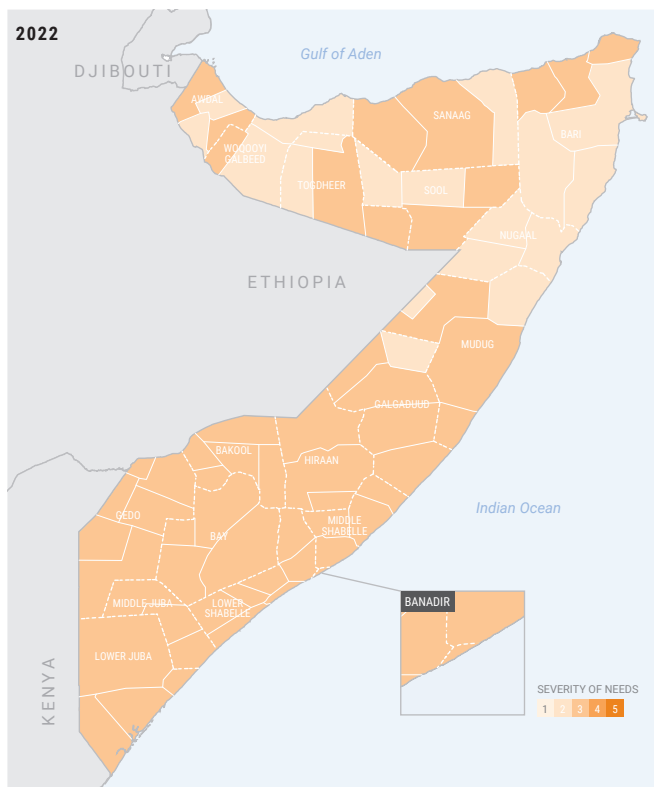 2022
DJIBOUTI
Gulf of Aden
AWDAL
WOQOOYI
GALBEED
SANAAG
BARI
TOGDHEER
SOOL
NUGAAL
ETHIOPIA
MUDUG
GALGADUUD
BAKOOL
HIRAAN
GEDO
BAY
MIDDLE
SHABELLE
Indian Ocean
MIDDLE JUBA
LOWER
SHABELLE
BANADIR
LOWER JUBA
KENYA
SEVERITY OF NEEDS
1 2 3 4 5